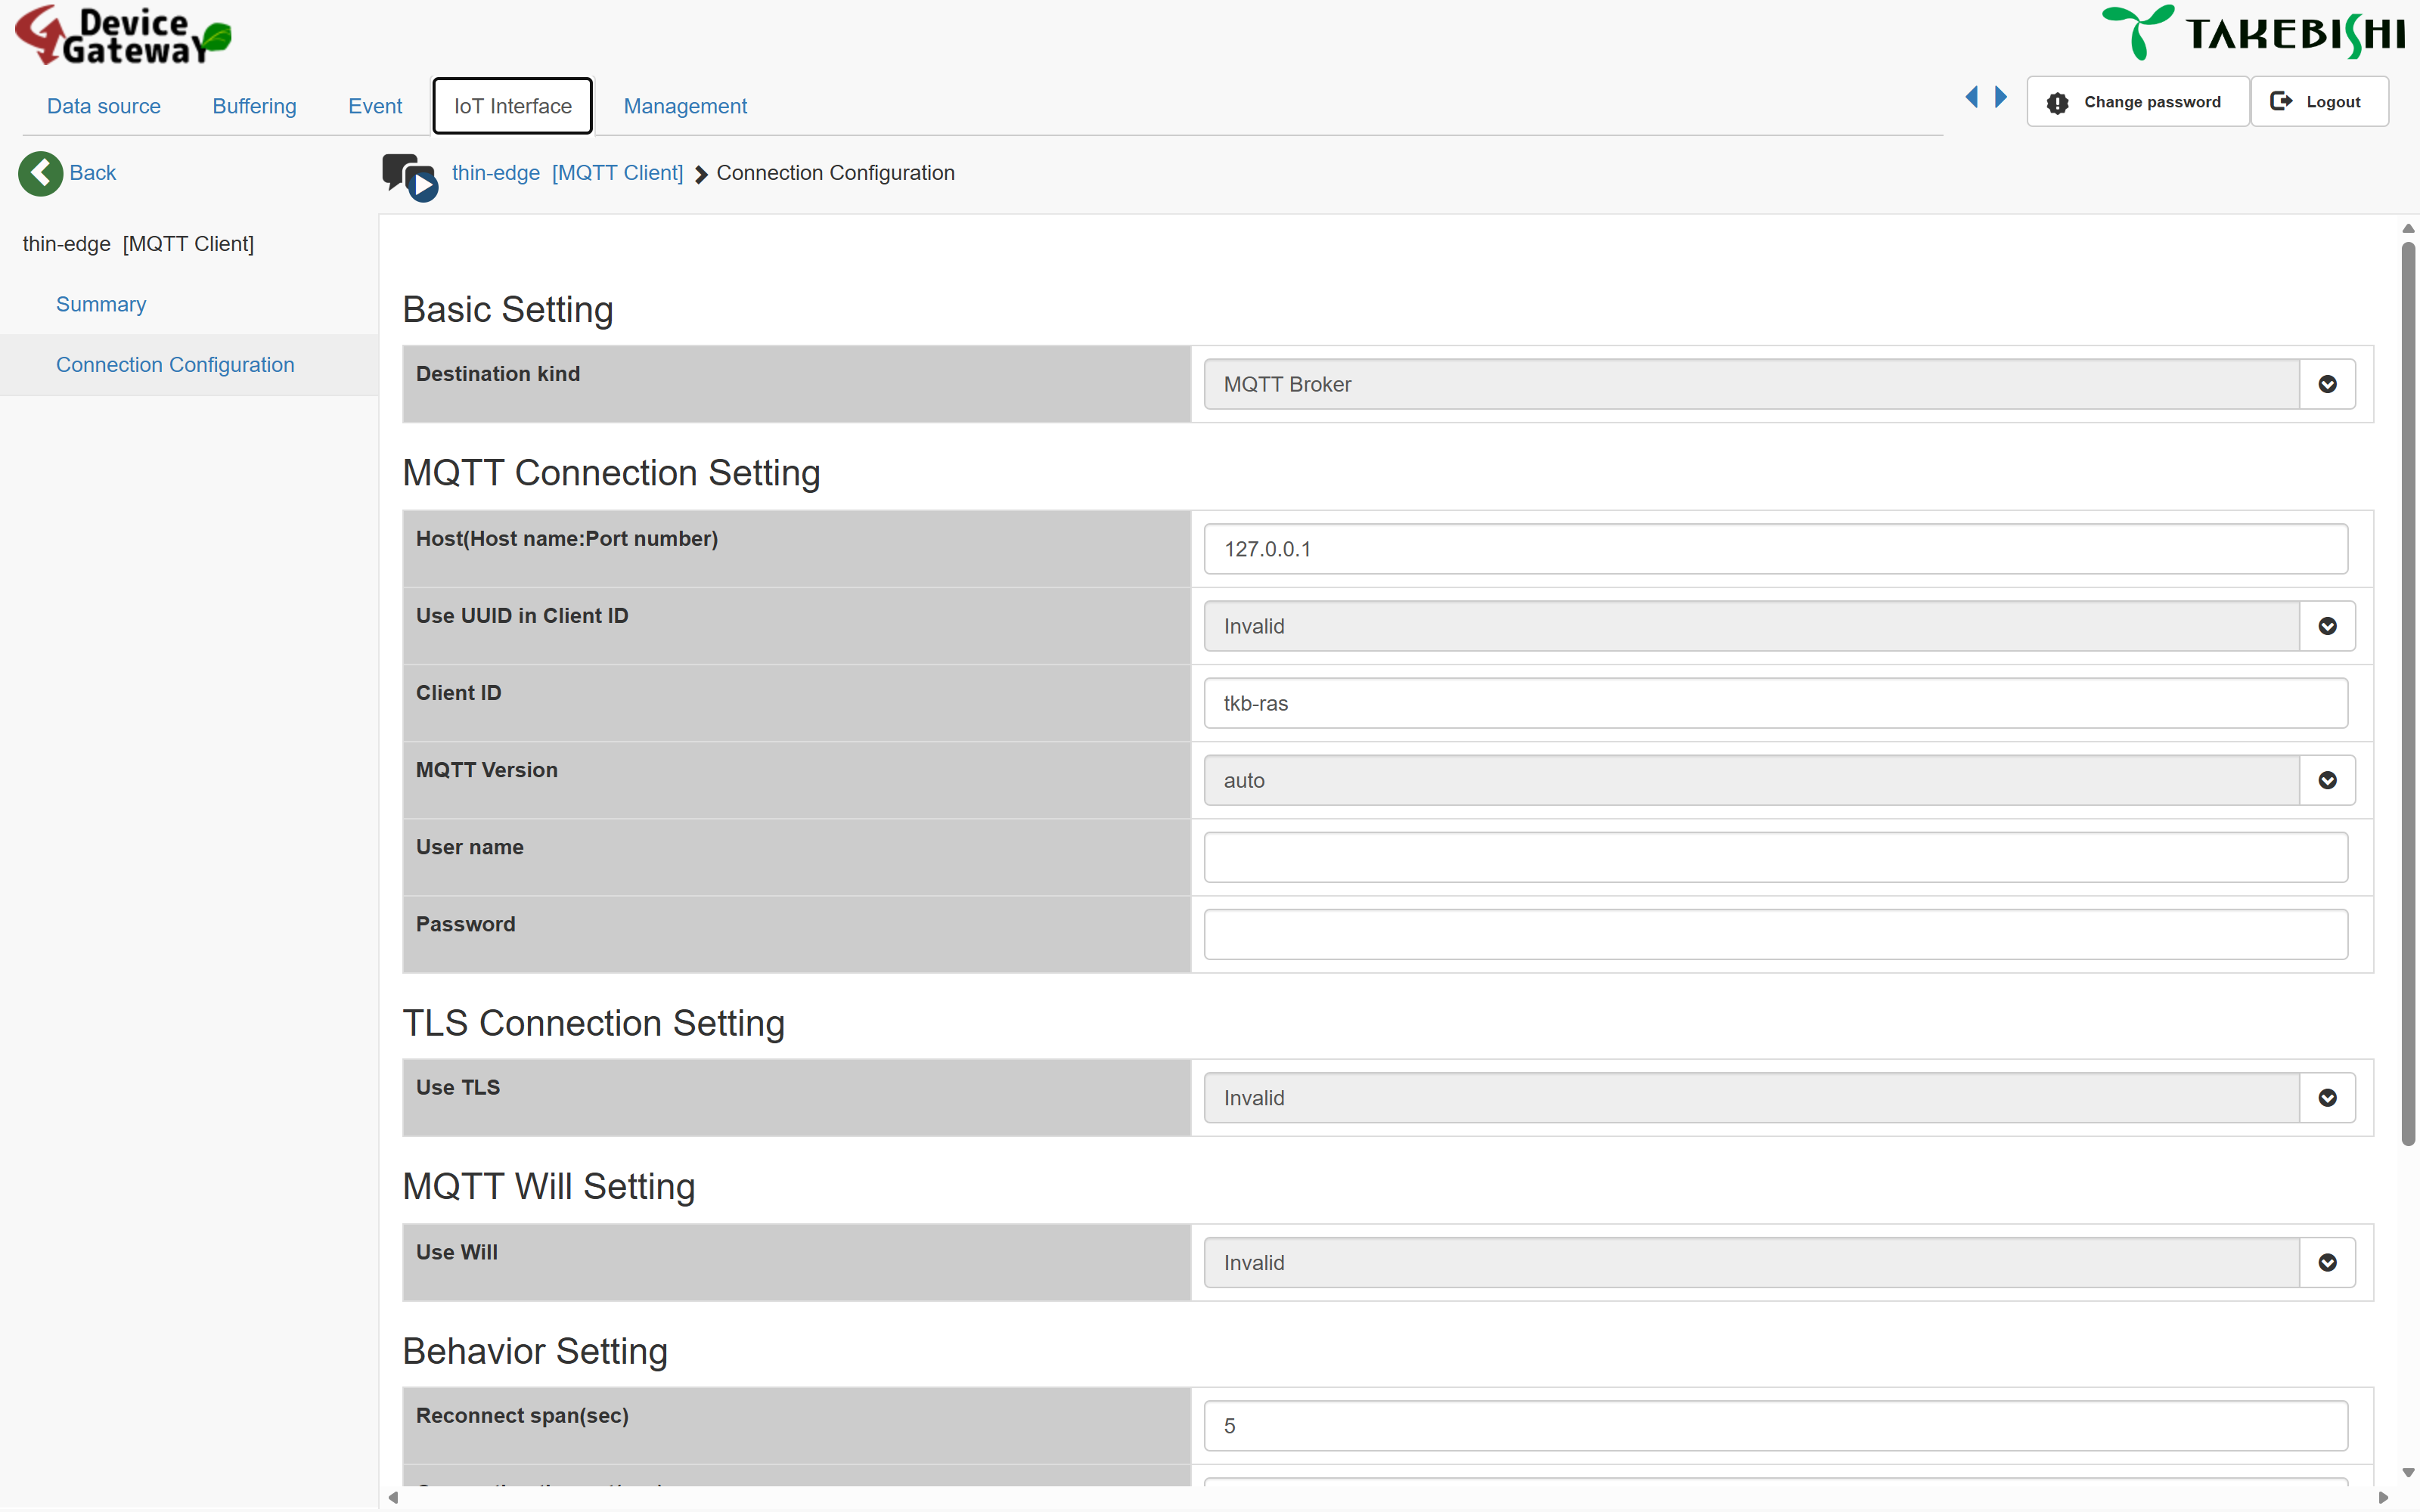 Device
Gateway
TAKEBISHI
Data source
Buffering
Event
IoT Interface
Management
Change password
Logout
Back
thin-edge [MQTT Client]
Connection Configuration
thin-edge [MQTT Client]
Summary
Connection Configuration
Basic Setting
Destination kind
MQTT Broker
MQTT Connection Setting
Host(Host name:Port number)
127.0.0.1
Use UUID in Client ID
Invalid
Client ID
tkb-ras
MQTT Version
auto
User name
Password
TLS Connection Setting
Use TLS
Invalid
MQTT Will Setting
Use Will
Invalid
Behavior Setting
Reconnect span(sec)
5